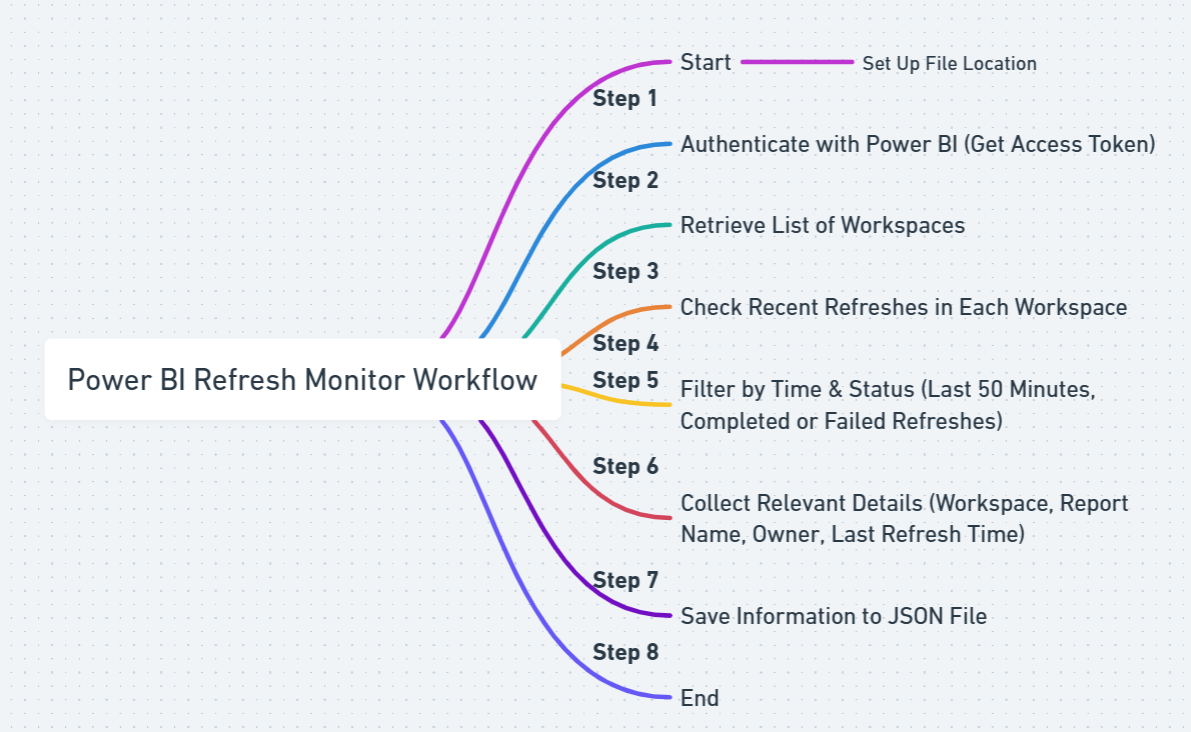 Start
Set Up File Location
Step 1
Authenticate with Power BI (Get Access Token)
Step 2
Retrieve List of Workspaces
Step 3
Check Recent Refreshes in Each Workspace
Step 4
Power BI Refresh Monitor Workflow
Step 5
Filter by Time & Status (Last 50 Minutes,
Completed or Failed Refreshes)
Step 6
Collect Relevant Details (Workspace, Report
Name, Owner, Last Refresh Time)
Step 7
Save Information to JSON File
Step 8
End